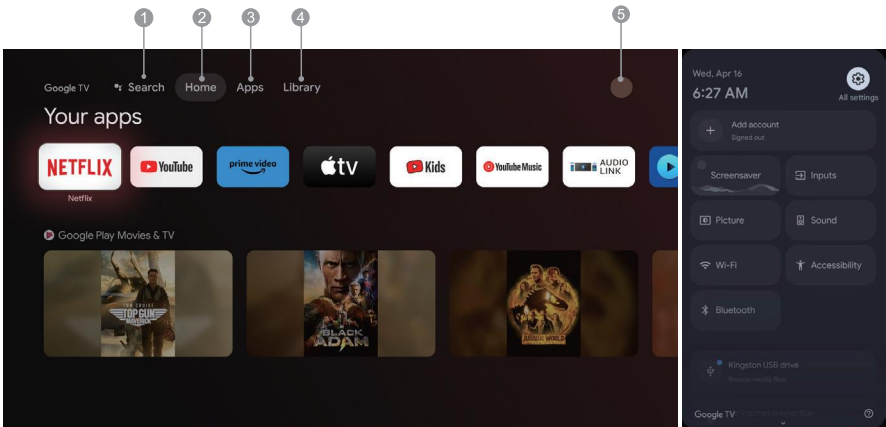 1
2
3
4
5
Google TV
Search
Home
Apps
Library
Your apps
NETFLIX
YouTube
prime video
tv
Kids
YouTube Music
AUDIO
LINK
Netflix
Google Play Movies & TV
TOM CRUISE
TOP GUN
MAVERICK
BLACK
ADAM
JURASSIC WORLD
Wed, Apr 16
6:27 AM
All settings
Add account
Signed out
Screensaver
Inputs
Picture
Sound
Wi-Fi
Accessibility
Bluetooth
Kingston USB drive
Google TV